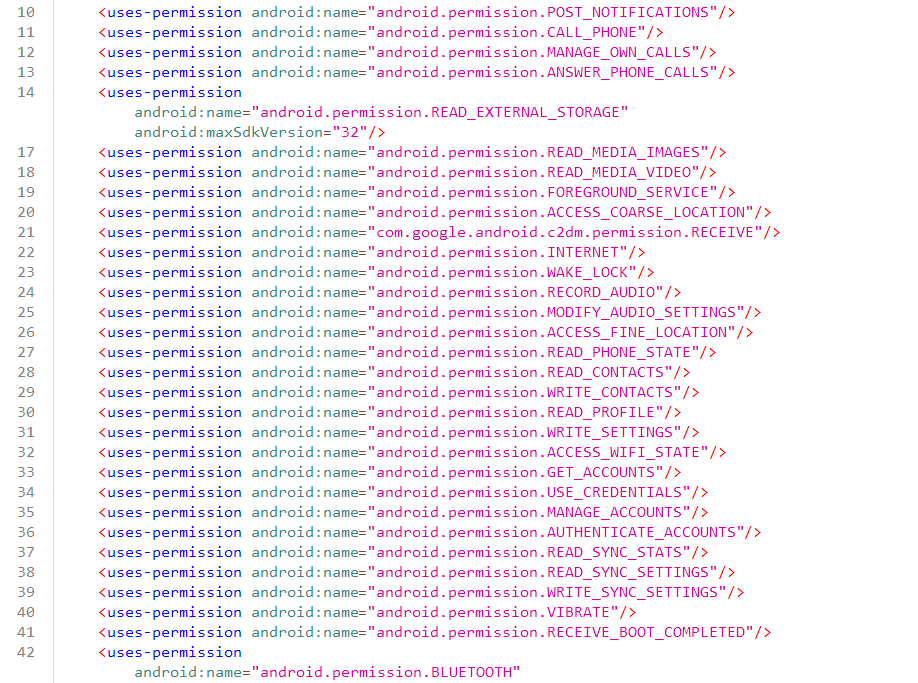 10 <uses-permission android:name="android.permission.POST_NOTIFICATIONS"/>
11 <uses-permission android:name="android.permission.CALL_PHONE"/>
12 <uses-permission android:name="android.permission.MANAGE_OWN_CALLS"/>
13 <uses-permission android:name="android.permission.ANSWER_PHONE_CALLS"/>
14 <uses-permission
android:name="android.permission.READ_EXTERNAL_STORAGE"
android:maxSdkVersion="32"/>
17 <uses-permission android:name="android.permission.READ_MEDIA_IMAGES"/>
18 <uses-permission android:name="android.permission.READ_MEDIA_VIDEO"/>
19 <uses-permission android:name="android.permission.FOREGROUND_SERVICE"/>
20 <uses-permission android:name="android.permission.ACCESS_COARSE_LOCATION"/>
21 <uses-permission android:name="com.google.android.c2dm.permission.RECEIVE"/>
22 <uses-permission android:name="android.permission.INTERNET"/>
23 <uses-permission android:name="android.permission.WAKE_LOCK"/>
24 <uses-permission android:name="android.permission.RECORD_AUDIO"/>
25 <uses-permission android:name="android.permission.MODIFY_AUDIO_SETTINGS"/>
26 <uses-permission android:name="android.permission.ACCESS_FINE_LOCATION"/>
27 <uses-permission android:name="android.permission.READ_PHONE_STATE"/>
28 <uses-permission android:name="android.permission.READ_CONTACTS"/>
29 <uses-permission android:name="android.permission.WRITE_CONTACTS"/>
30 <uses-permission android:name="android.permission.READ_PROFILE"/>
31 <uses-permission android:name="android.permission.WRITE_SETTINGS"/>
32 <uses-permission android:name="android.permission.ACCESS_WIFI_STATE"/>
33 <uses-permission android:name="android.permission.GET_ACCOUNTS"/>
34 <uses-permission android:name="android.permission.USE_CREDENTIALS"/>
35 <uses-permission android:name="android.permission.MANAGE_ACCOUNTS"/>
36 <uses-permission android:name="android.permission.AUTHENTICATE_ACCOUNTS"/>
37 <uses-permission android:name="android.permission.READ_SYNC_STATS"/>
38 <uses-permission android:name="android.permission.READ_SYNC_SETTINGS"/>
39 <uses-permission android:name="android.permission.WRITE_SYNC_SETTINGS"/>
40 <uses-permission android:name="android.permission.VIBRATE"/>
41 <uses-permission android:name="android.permission.RECEIVE_BOOT_COMPLETED"/>
42 <uses-permission
android:name="android.permission.BLUETOOTH"